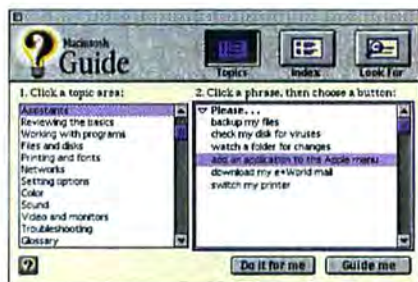 Macintosh
Guide
Topics
Index
Look For
1. Click a topic area:
2. Click a phrase, then choose a button:
Assistants
Reviewing the basics
Working with programs
Files and disks
Printing and fonts
Networks
Setting options
Color
Sound
Video and monitors
Troubleshooting
Glossary
Please...
backup my files
check my disk for viruses
watch a folder for changes
add an application to the Apple menu
download my e•World mail
switch my printer
?
Do it for me
Guide me